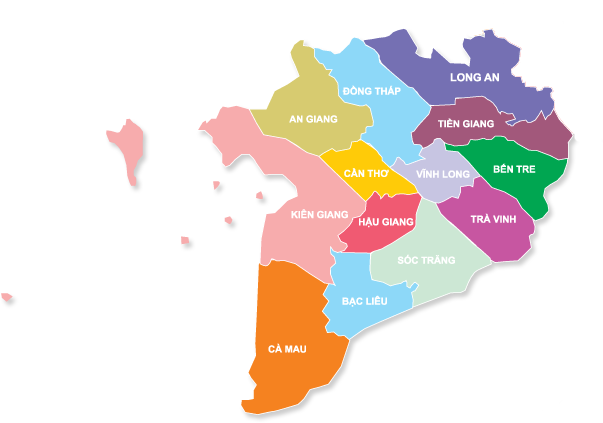 LONG AN
ĐỒNG THÁP
AN GIANG
TIỀN GIANG
CẦN THƠ
VĨNH LONG
BẾN TRE
KIÊN GIANG
HẬU GIANG
TRÀ VINH
SÓC TRĂNG
BẠC LIÊU
CÀ MAU